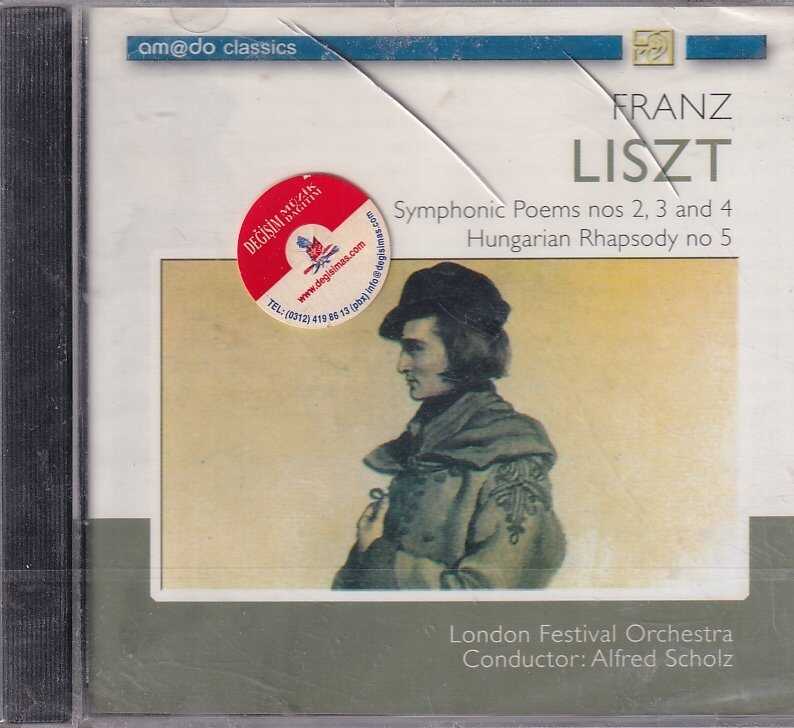 am@do classics
FRANZ
LISZT
Symphonic Poems nos 2, 3 and 4
Hungarian Rhapsody no 5
DEĞİŞİM MÜZİK
DAĞITIM
www.degisimas.com
TEL: (0312) 419 86 13 (pbx) info@degisimas.com
London Festival Orchestra
Conductor: Alfred Scholz